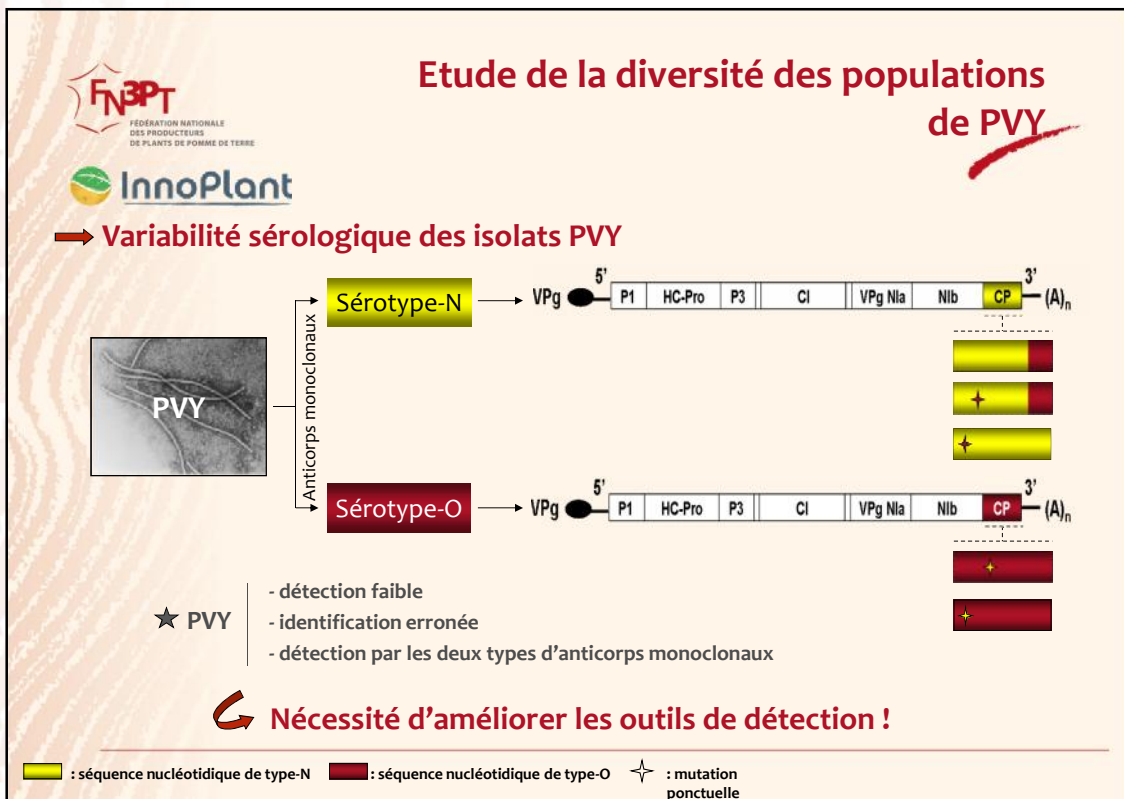 FN3PT
FÉDÉRATION NATIONALE
DES PRODUCTEURS
DE PLANTS DE POMME DE TERRE
InnoPlant
Etude de la diversité des populations
de PVY
Variabilité sérologique des isolats PVY
PVY
Anticorps monoclonaux
Sérotype-N
VPg 5' P1 HC-Pro P3 CI VPg NIa NIb CP 3' (A)n
Sérotype-O
VPg 5' P1 HC-Pro P3 CI VPg NIa NIb CP 3' (A)n
PVY
- détection faible
- identification erronée
- détection par les deux types d'anticorps monoclonaux
Nécessité d'améliorer les outils de détection !
: séquence nucléotidique de type-N
: séquence nucléotidique de type-O
: mutation
ponctuelle